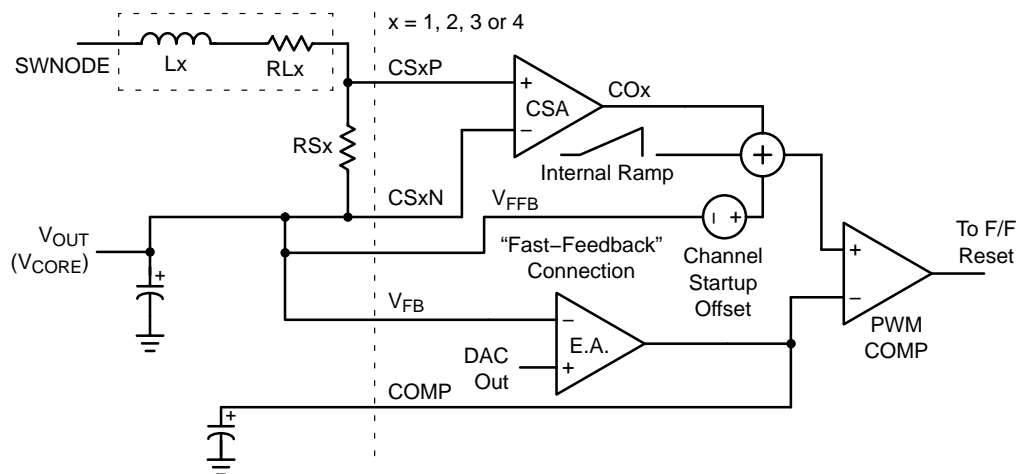 x = 1, 2, 3 or 4
SWNODE
Lx
RLx
CSxP
+
CSA
−
COx
RSx
Internal Ramp
+
CSxN
VFFB
− +
VOUT
(VCORE)
+
“Fast−Feedback”
Connection
Channel
Startup
Offset
+
−
To F/F
Reset
PWM
COMP
VFB
−
E.A.
+
DAC
Out
COMP
+